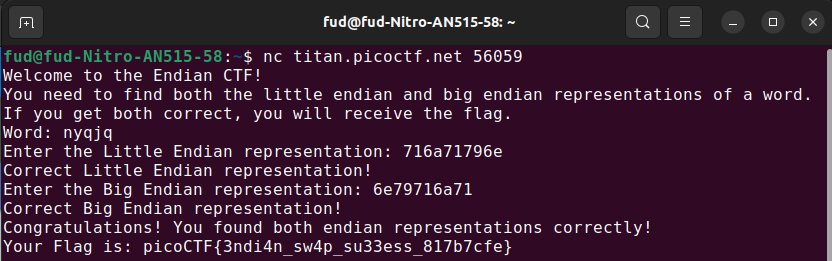 fud@fud-Nitro-AN515-58: ~
fud@fud-Nitro-AN515-58:~$ nc titan.picoctf.net 56059
Welcome to the Endian CTF!
You need to find both the little endian and big endian representations of a word.
If you get both correct, you will receive the flag.
Word: nyqjq
Enter the Little Endian representation: 716a71796e
Correct Little Endian representation!
Enter the Big Endian representation: 6e79716a71
Correct Big Endian representation!
Congratulations! You found both endian representations correctly!
Your Flag is: picoCTF{3ndi4n_sw4p_su33ess_817b7cfe}